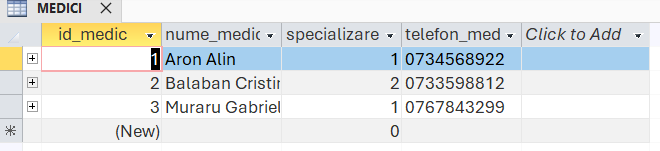 MEDICI
id_medic nume_medic specializare telefon_med Click to Add
1 Aron Alin 1 0734568922
2 Balaban Cristin 2 0733598812
3 Muraru Gabriel 1 0767843299
(New) 0